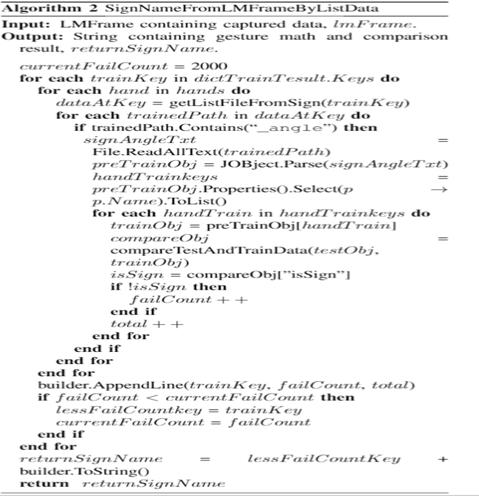 Algorithm 2 SignNameFromLMFrameByListData
Input: LMFrame containing captured data, lmFrame.
Output: String containing gesture math and comparison
result, returnSignName.
currentFailCount = 2000
for each trainKey in dictTrainTesult.Keys do
for each hand in hands do
dataAtKey = getListFileFromSign(trainKey)
for each trainedPath in dataAtKey do
if trainedPath.Contains("_angle") then
signAngleTxt =
File.ReadAllText(trainedPath)
preTrainObj = JOBject.Parse(signAngleTxt)
handTrainkeys =
preTrainObj.Properties().Select(p →
p.Name).ToList()
for each handTrain in handTrainkeys do
trainObj = preTrainObj[handTrain]
compareObj =
compareTestAndTrainData(testObj,
trainObj)
isSign = compareObj["isSign"]
if !isSign then
failCount + +
end if
total + +
end for
end if
end for
end for
builder.AppendLine(trainKey, failCount, total)
if failCount < currentFailCount then
lessFailCountkey = trainKey
currentFailCount = failCount
end if
end for
returnSignName = lessFailCountKey +
builder.ToString()
return returnSignName